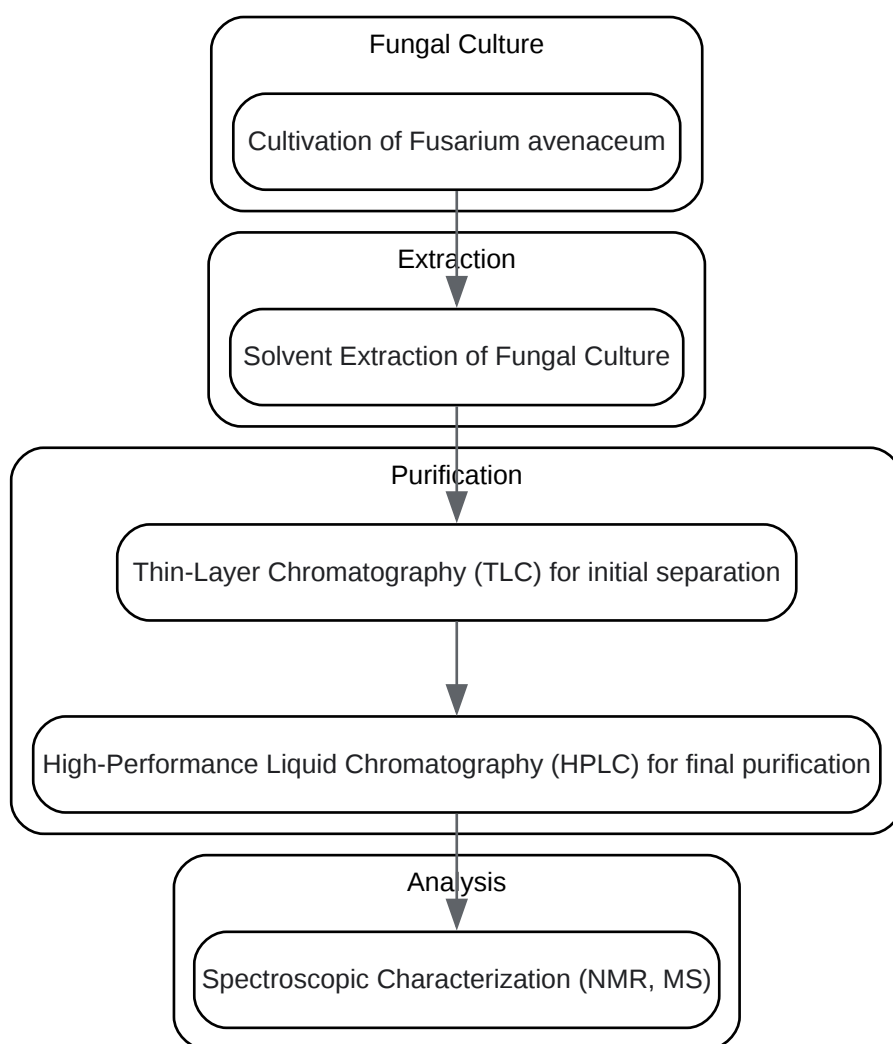 Fungal Culture
Cultivation of Fusarium avenaceum
Extraction
Solvent Extraction of Fungal Culture
Purification
Thin-Layer Chromatography (TLC) for initial separation
High-Performance Liquid Chromatography (HPLC) for final purification
Analysis
Spectroscopic Characterization (NMR, MS)